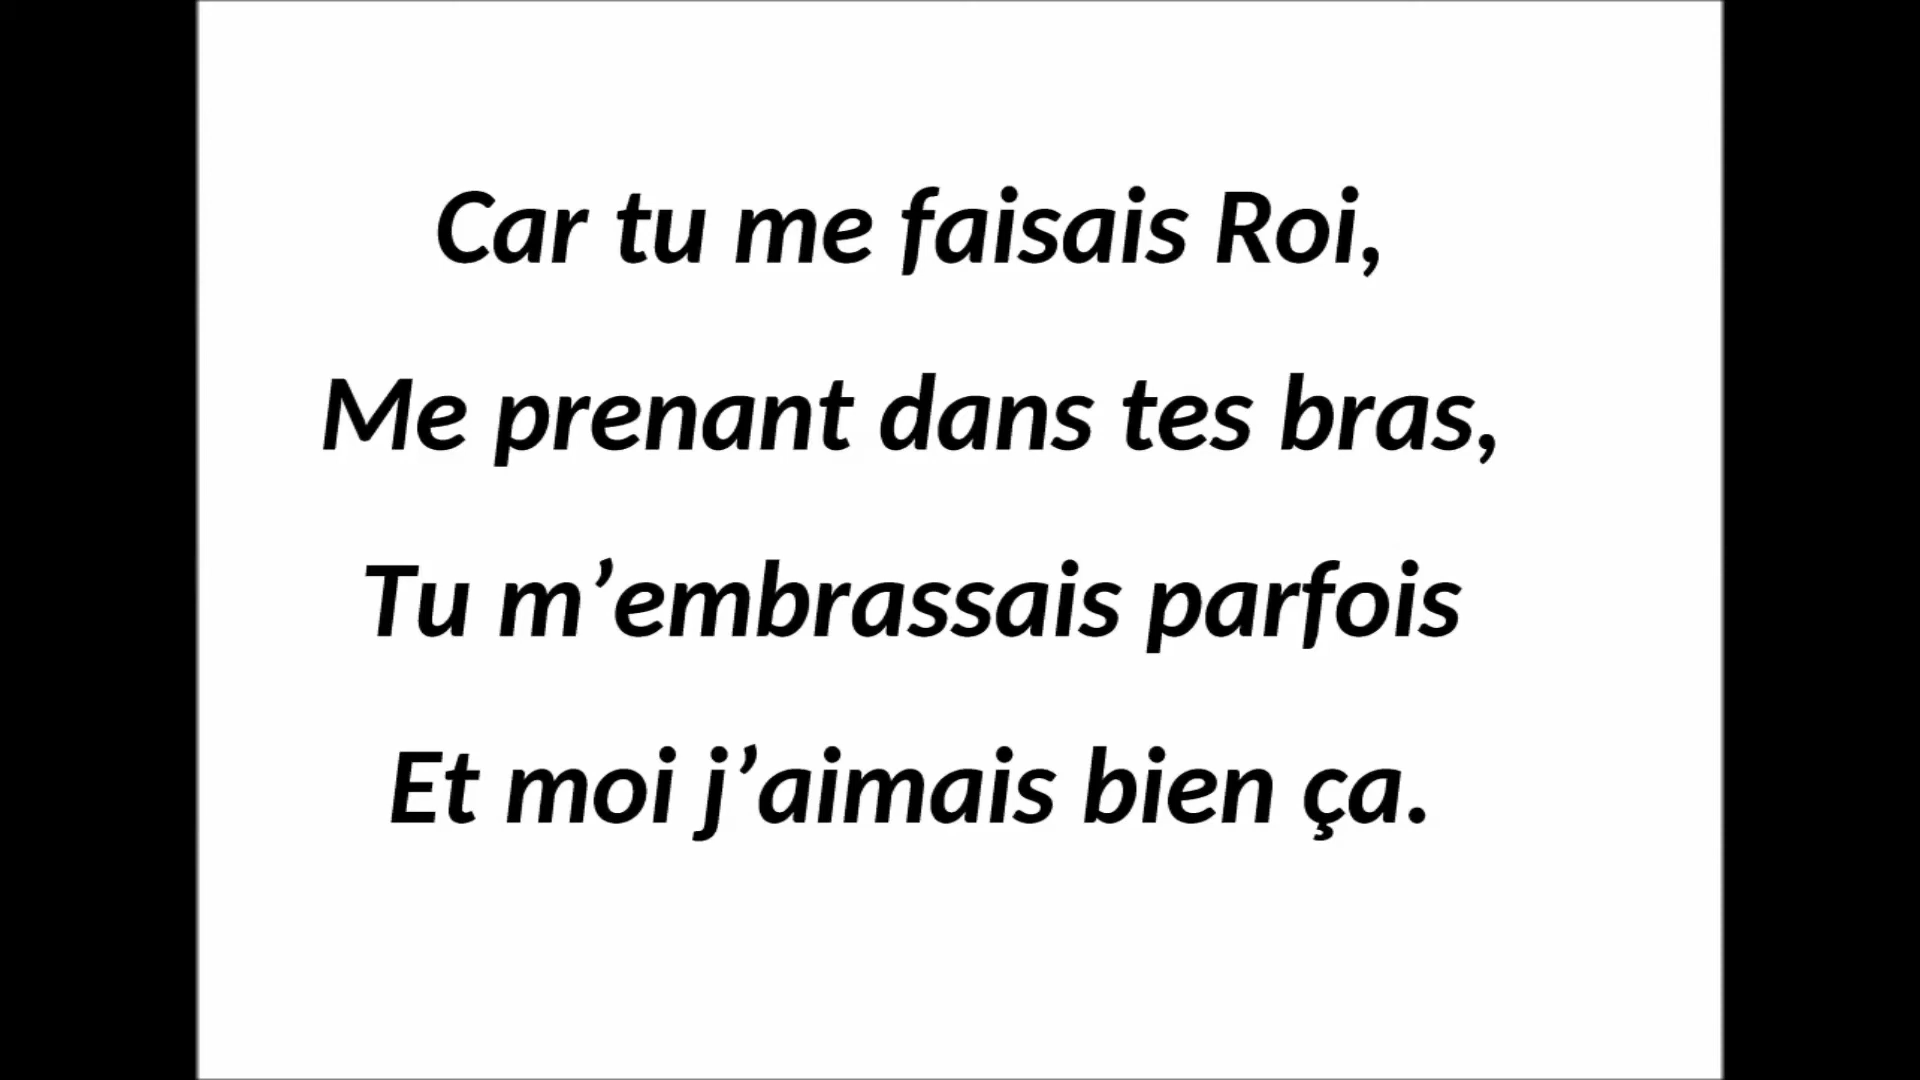 Car tu me faisais Roi,
Me prenant dans tes bras,
Tu m’embrassais parfois
Et moi j’aimais bien ça.